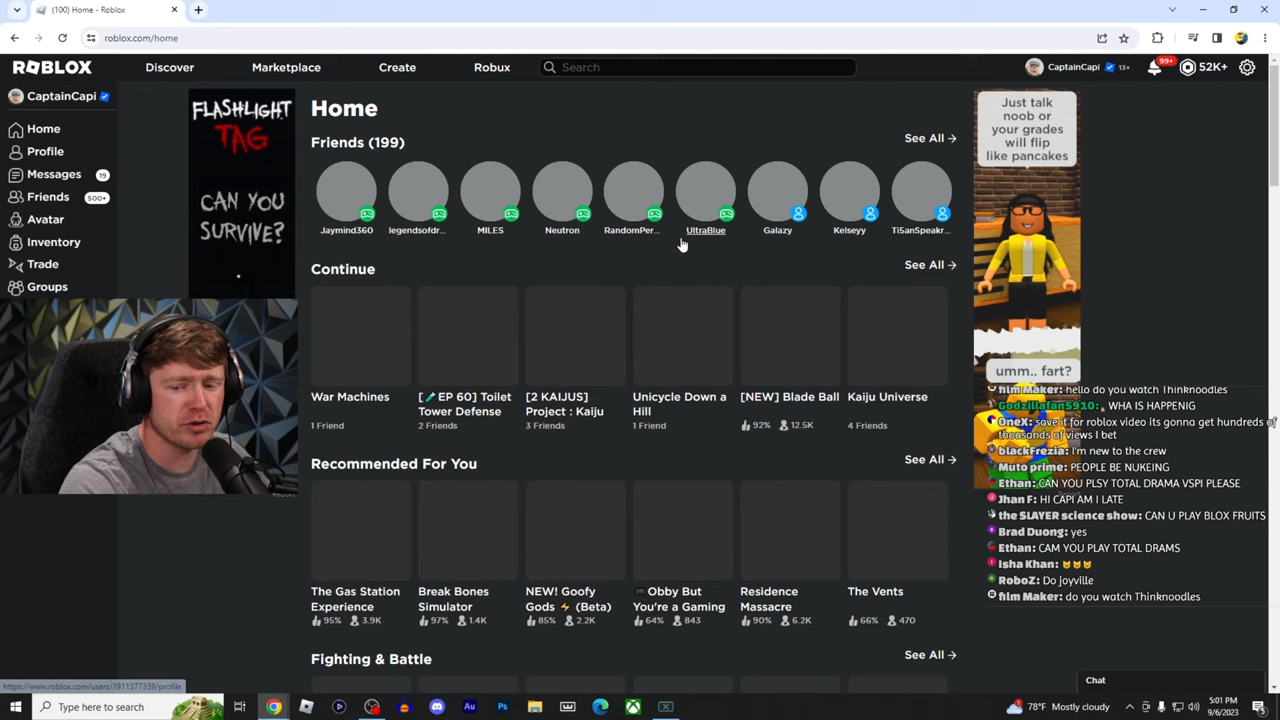 (100) Home - Roblox
roblox.com/home
ROBLOX
Discover
Marketplace
Create
Robux
Search
CaptainCapi
13+
99+
52K+
CaptainCapi
Home
Profile
Messages
19
Friends
500+
Avatar
Inventory
Trade
Groups
FLASHLIGHT
TAG
CAN YOU
SURVIVE?
Home
Friends (199)
See All
Jaymind360
legendsofdr...
MILES
Neutron
RandomPer...
UltraBlue
Galazy
Kelseyy
Ti5anSpeakr...
Continue
See All
War Machines
1 Friend
[🧪EP 60] Toilet
Tower Defense
2 Friends
[2 KAIJUS]
Project : Kaiju
3 Friends
Unicycle Down a
Hill
1 Friend
[NEW] Blade Ball
92% 12.5K
Kaiju Universe
4 Friends
Recommended For You
See All
The Gas Station
Experience
95% 3.9K
Break Bones
Simulator
97% 1.4K
NEW! Goofy
Gods ⚡ (Beta)
85% 2.2K
🎮 Obby But
You're a Gaming
64% 843
Residence
Massacre
90% 6.2K
The Vents
66% 470
Fighting & Battle
See All
Just talk
noob or
your grades
will flip
like pancakes
umm.. fart?
film Maker: hello do you watch Thinknoodles
Godzillafan5910: WHA IS HAPPENIG
OneX: save it for roblox video its gonna get hundreds of
thousands of views I bet
blackFrezia: I'm new to the crew
Muto prime: PEOPLE BE NUKEING
Ethan: CAN YOU PLSY TOTAL DRAMA VSPI PLEASE
Jhan F: HI CAPI AM I LATE
the SLAYER science show: CAN U PLAY BLOX FRUITS
Brad Duong: yes
Ethan: CAM YOU PLAY TOTAL DRAMS
Isha Khan: 😼😼😼
RoboZ: Do joyville
film Maker: do you watch Thinknoodles
Chat
https://www.roblox.com/users/1911377339/profile
Type here to search
78°F Mostly cloudy
5:01 PM
9/6/2023